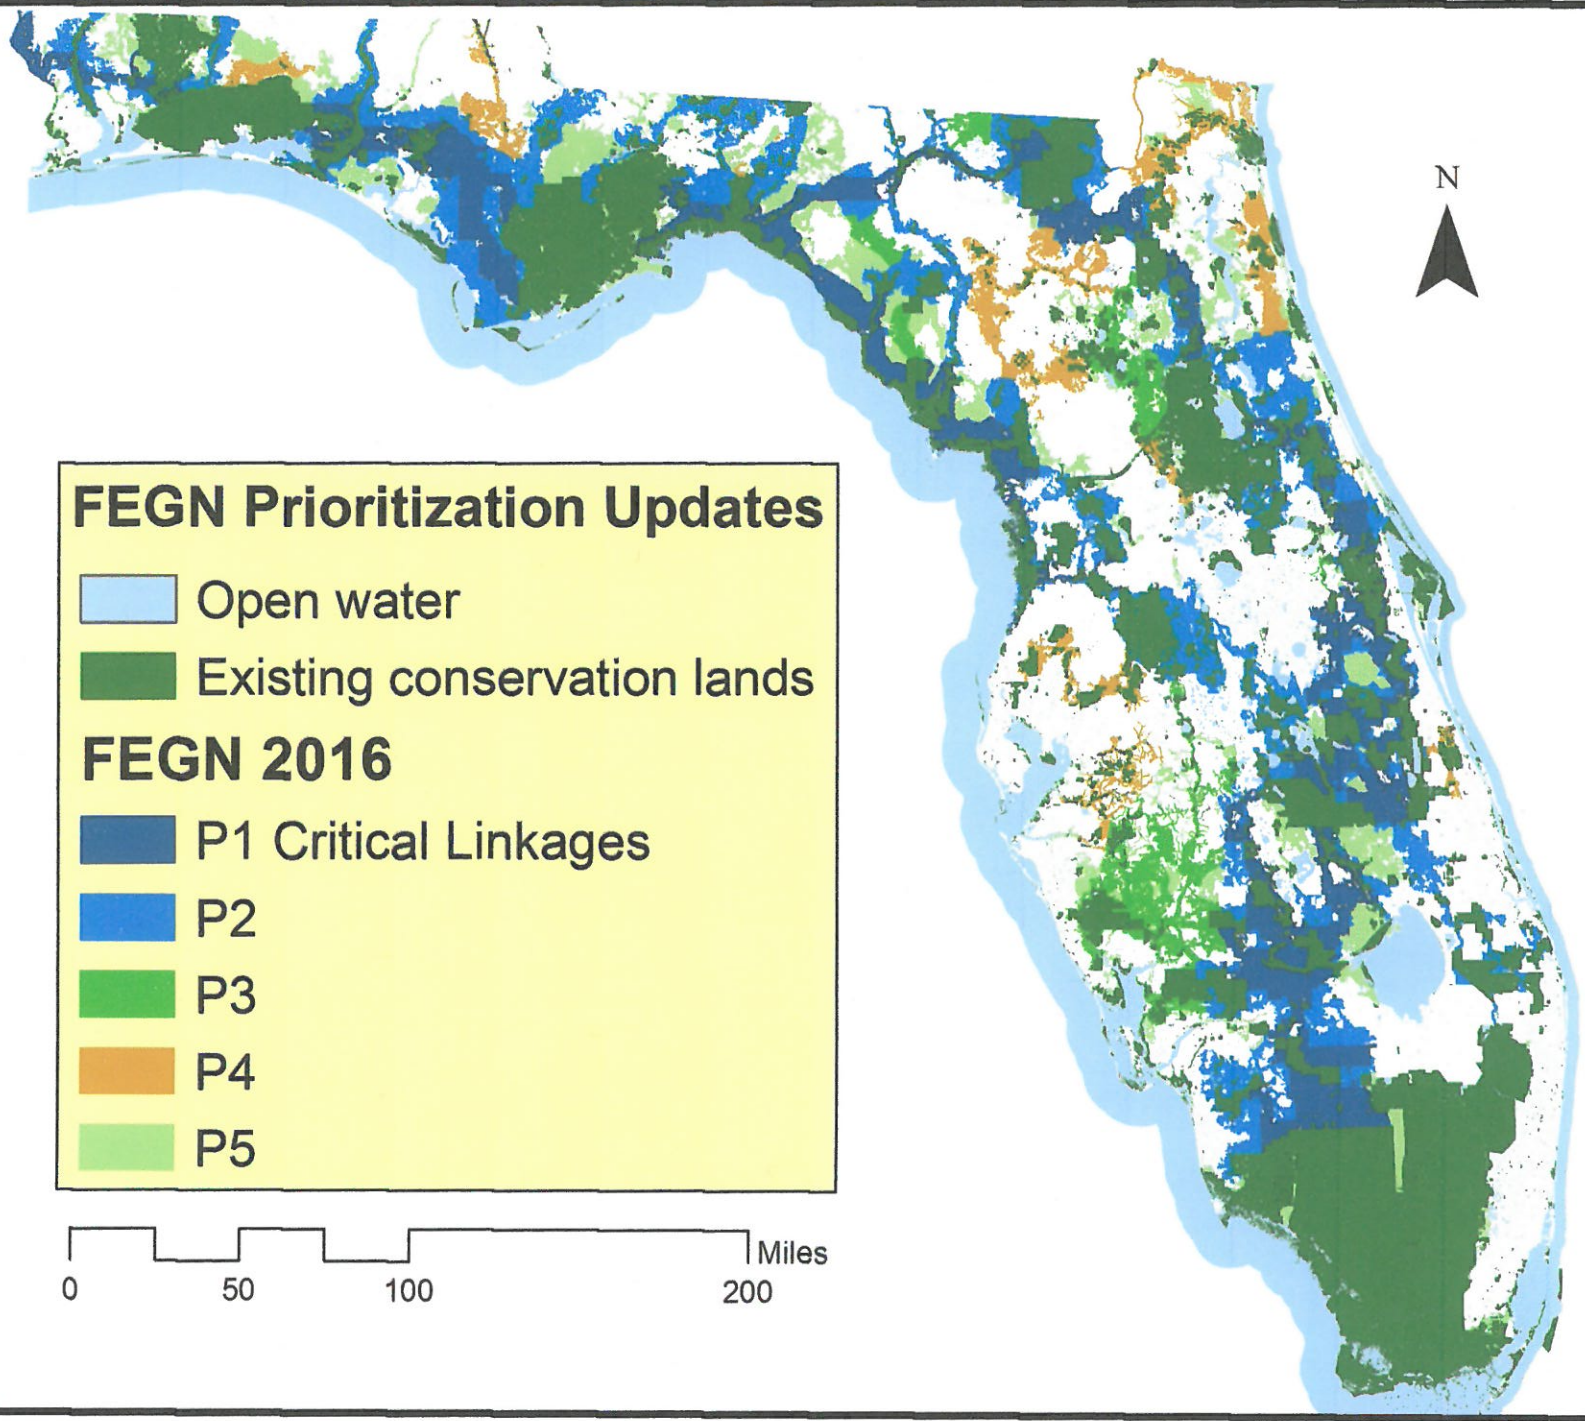 N
FEGN Prioritization Updates
Open water
Existing conservation lands
FEGN 2016
P1 Critical Linkages
P2
P3
P4
P5
Miles
0 50 100 200